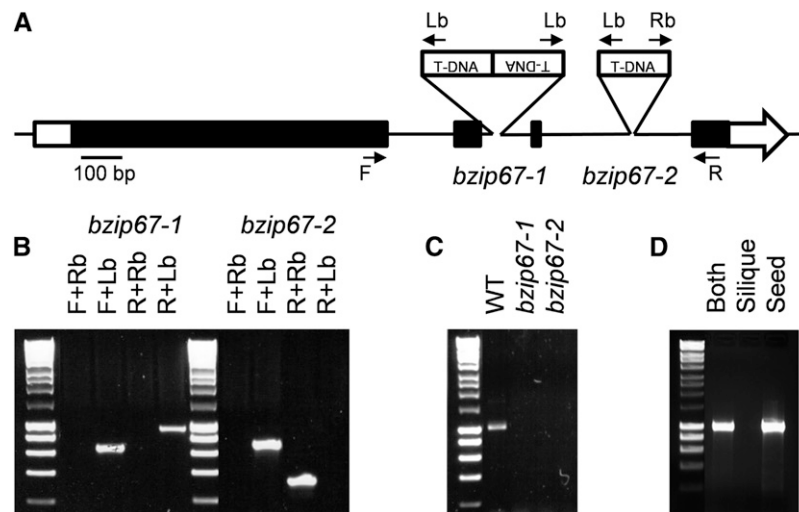 A
Lb Lb Lb Rb
T-DNA T-DNA T-DNA
100 bp
F
bzip67-1
bzip67-2
R
B
bzip67-1
bzip67-2
F+Rb
F+Lb
R+Rb
R+Lb
F+Rb
F+Lb
R+Rb
R+Lb
C
WT
bzip67-1
bzip67-2
D
Both
Silique
Seed